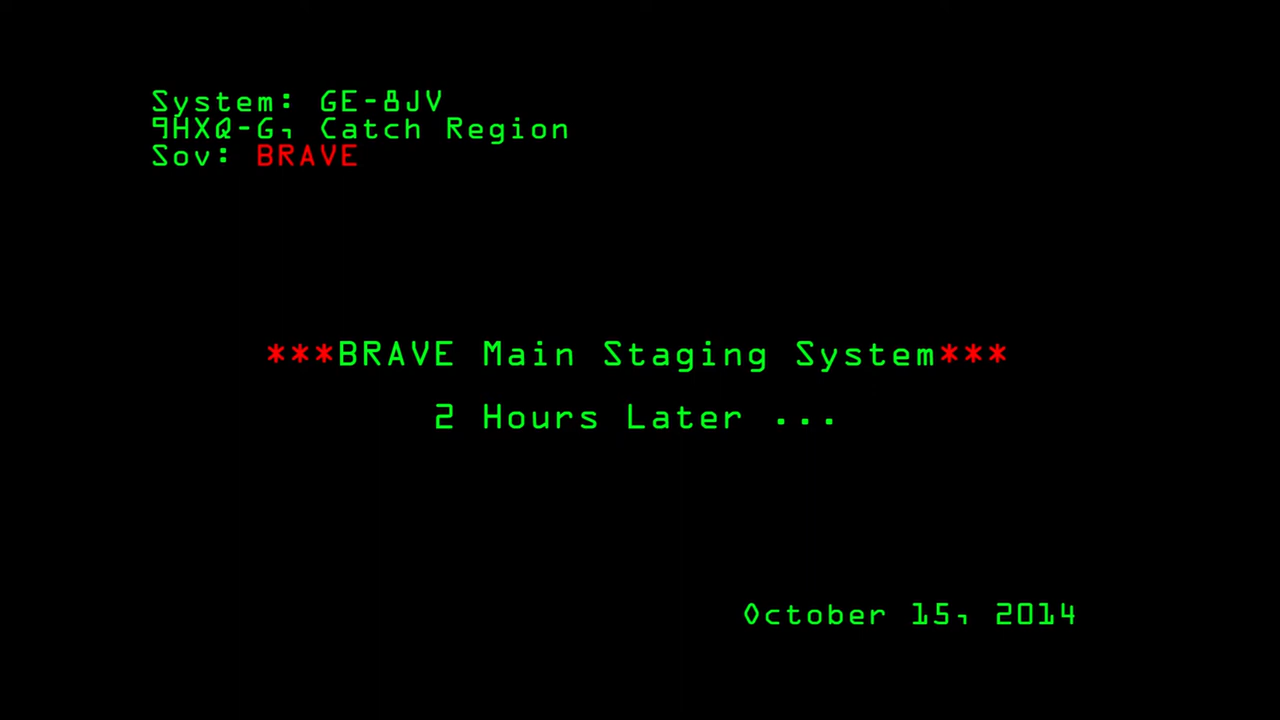 System: GE-8JV
9HXQ-G, Catch Region
Sov: BRAVE
***BRAVE Main Staging System***
2 Hours Later ...
October 15, 2014